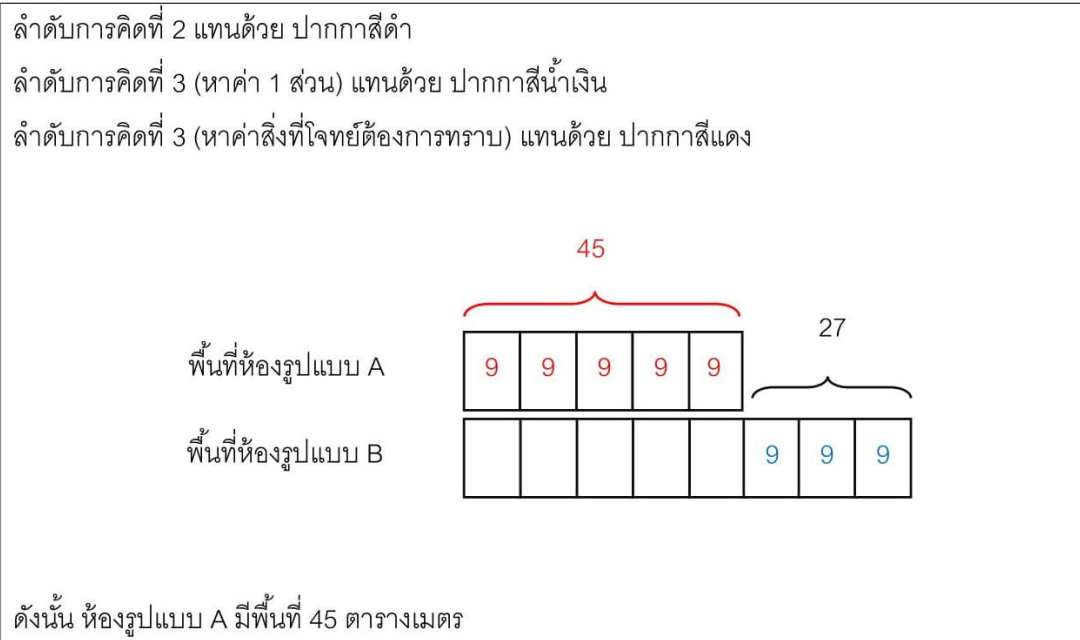 ลำดับการคิดที่ 2 แทนด้วย ปากกาสีดำ
ลำดับการคิดที่ 3 (หาค่า 1 ส่วน) แทนด้วย ปากกาสีน้ำเงิน
ลำดับการคิดที่ 3 (หาค่าสิ่งที่โจทย์ต้องการทราบ) แทนด้วย ปากกาสีแดง
45
27
พื้นที่ห้องรูปแบบ A 9 9 9 9 9
พื้นที่ห้องรูปแบบ B 9 9 9
ดังนั้น ห้องรูปแบบ A มีพื้นที่ 45 ตารางเมตร